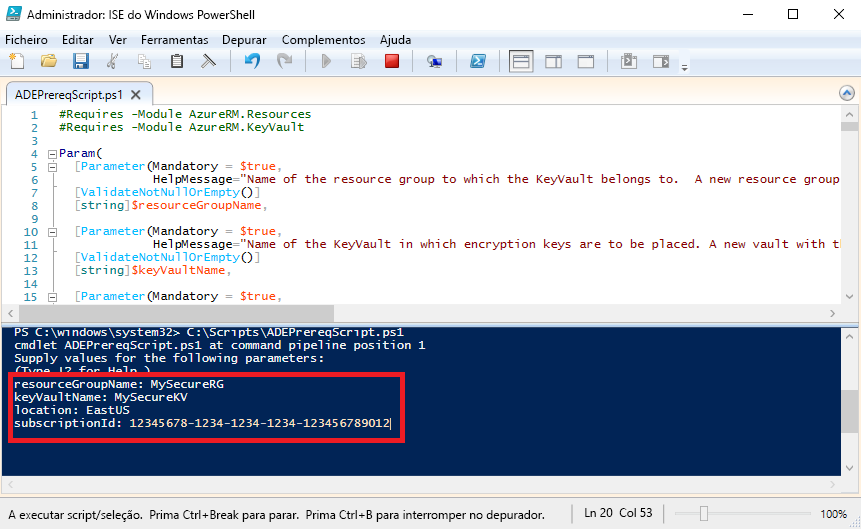 Administrador: ISE do Windows PowerShell
Ficheiro Editar Ver Ferramentas Depurar Complementos Ajuda
ADEPrereqScript.ps1
1 #Requires -Module AzureRM.Resources
2 #Requires -Module AzureRM.KeyVault
3
4 Param(
5 [Parameter(Mandatory = $true,
6 HelpMessage="Name of the resource group to which the KeyVault belongs to.  A new resource group
7 [ValidateNotNullOrEmpty()]
8 [string]$resourceGroupName,
9
10 [Parameter(Mandatory = $true,
11 HelpMessage="Name of the KeyVault in which encryption keys are to be placed. A new vault with
12 [ValidateNotNullOrEmpty()]
13 [string]$keyVaultName,
14
15 [Parameter(Mandatory = $true,
PS C:\windows\system32> C:\Scripts\ADEPrereqScript.ps1
cmdlet ADEPrereqScript.ps1 at command pipeline position 1
Supply values for the following parameters:
(Type !? for Help.)
resourceGroupName: MySecureRG
keyVaultName: MySecureKV
location: EastUS
subscriptionId: 12345678-1234-1234-1234-123456789012
A executar script/seleção. Prima Ctrl+Break para parar. Prima Ctrl+B para interromper no depurador. Ln 20 Col 53 100%